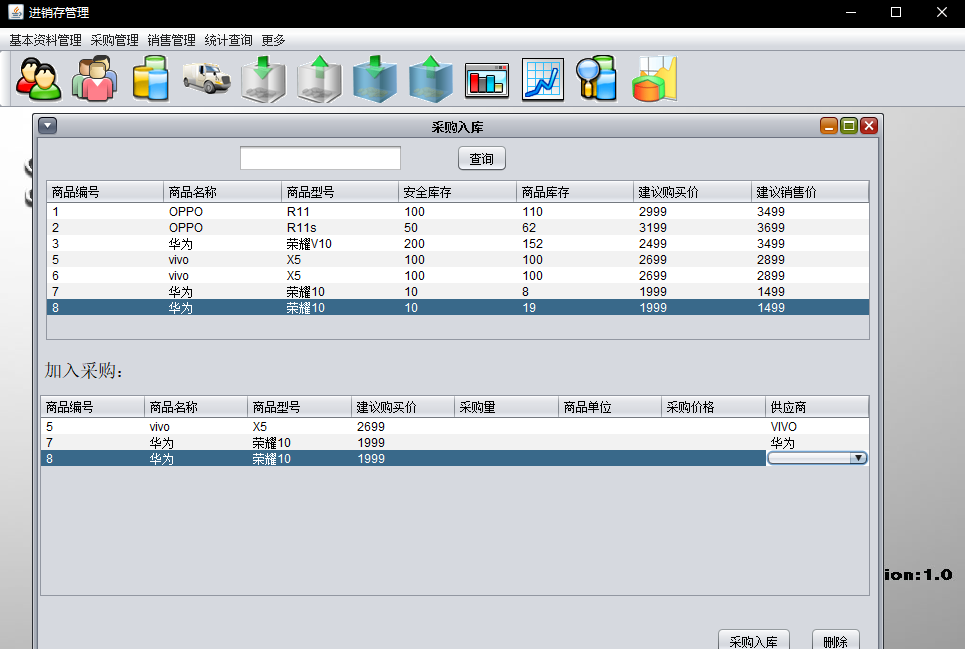 进销存管理
基本资料管理 采购管理 销售管理 统计查询 更多
采购入库
查询
商品编号 商品名称 商品型号 安全库存 商品库存 建议购买价 建议销售价
1 OPPO R11 100 110 2999 3499
2 OPPO R11s 50 62 3199 3699
3 华为 荣耀V10 200 152 2499 3499
5 vivo X5 100 100 2699 2899
6 vivo X5 100 100 2699 2899
7 华为 荣耀10 10 8 1999 1499
8 华为 荣耀10 10 19 1999 1499
加入采购:
商品编号 商品名称 商品型号 建议购买价 采购量 商品单位 采购价格 供应商
5 vivo X5 2699 VIVO
7 华为 荣耀10 1999 华为
8 华为 荣耀10 1999
ion:1.0
采购入库 删除